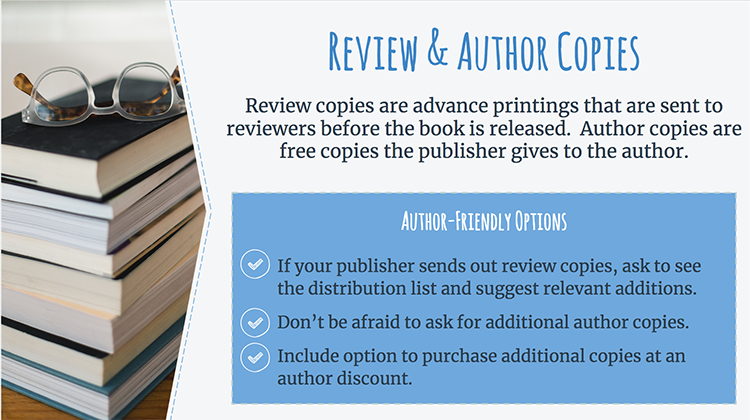 Review & Author Copies
Review copies are advance printings that are sent to
reviewers before the book is released.  Author copies are
free copies the publisher gives to the author.
Author-Friendly Options
If your publisher sends out review copies, ask to see
the distribution list and suggest relevant additions.
Don’t be afraid to ask for additional author copies.
Include option to purchase additional copies at an
author discount.